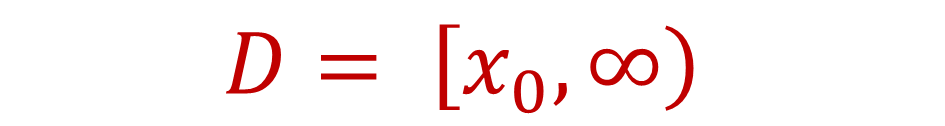 D = [x₀, ∞)